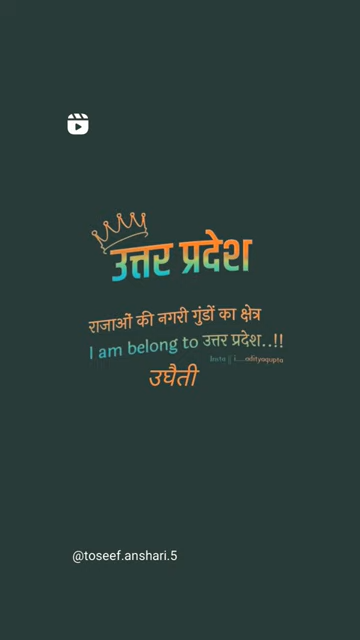 उत्तर प्रदेश
राजाओं की नगरी गुंडों का क्षेत्र
I am belong to उत्तर प्रदेश..!!
उघैती
@toseef.anshari.5